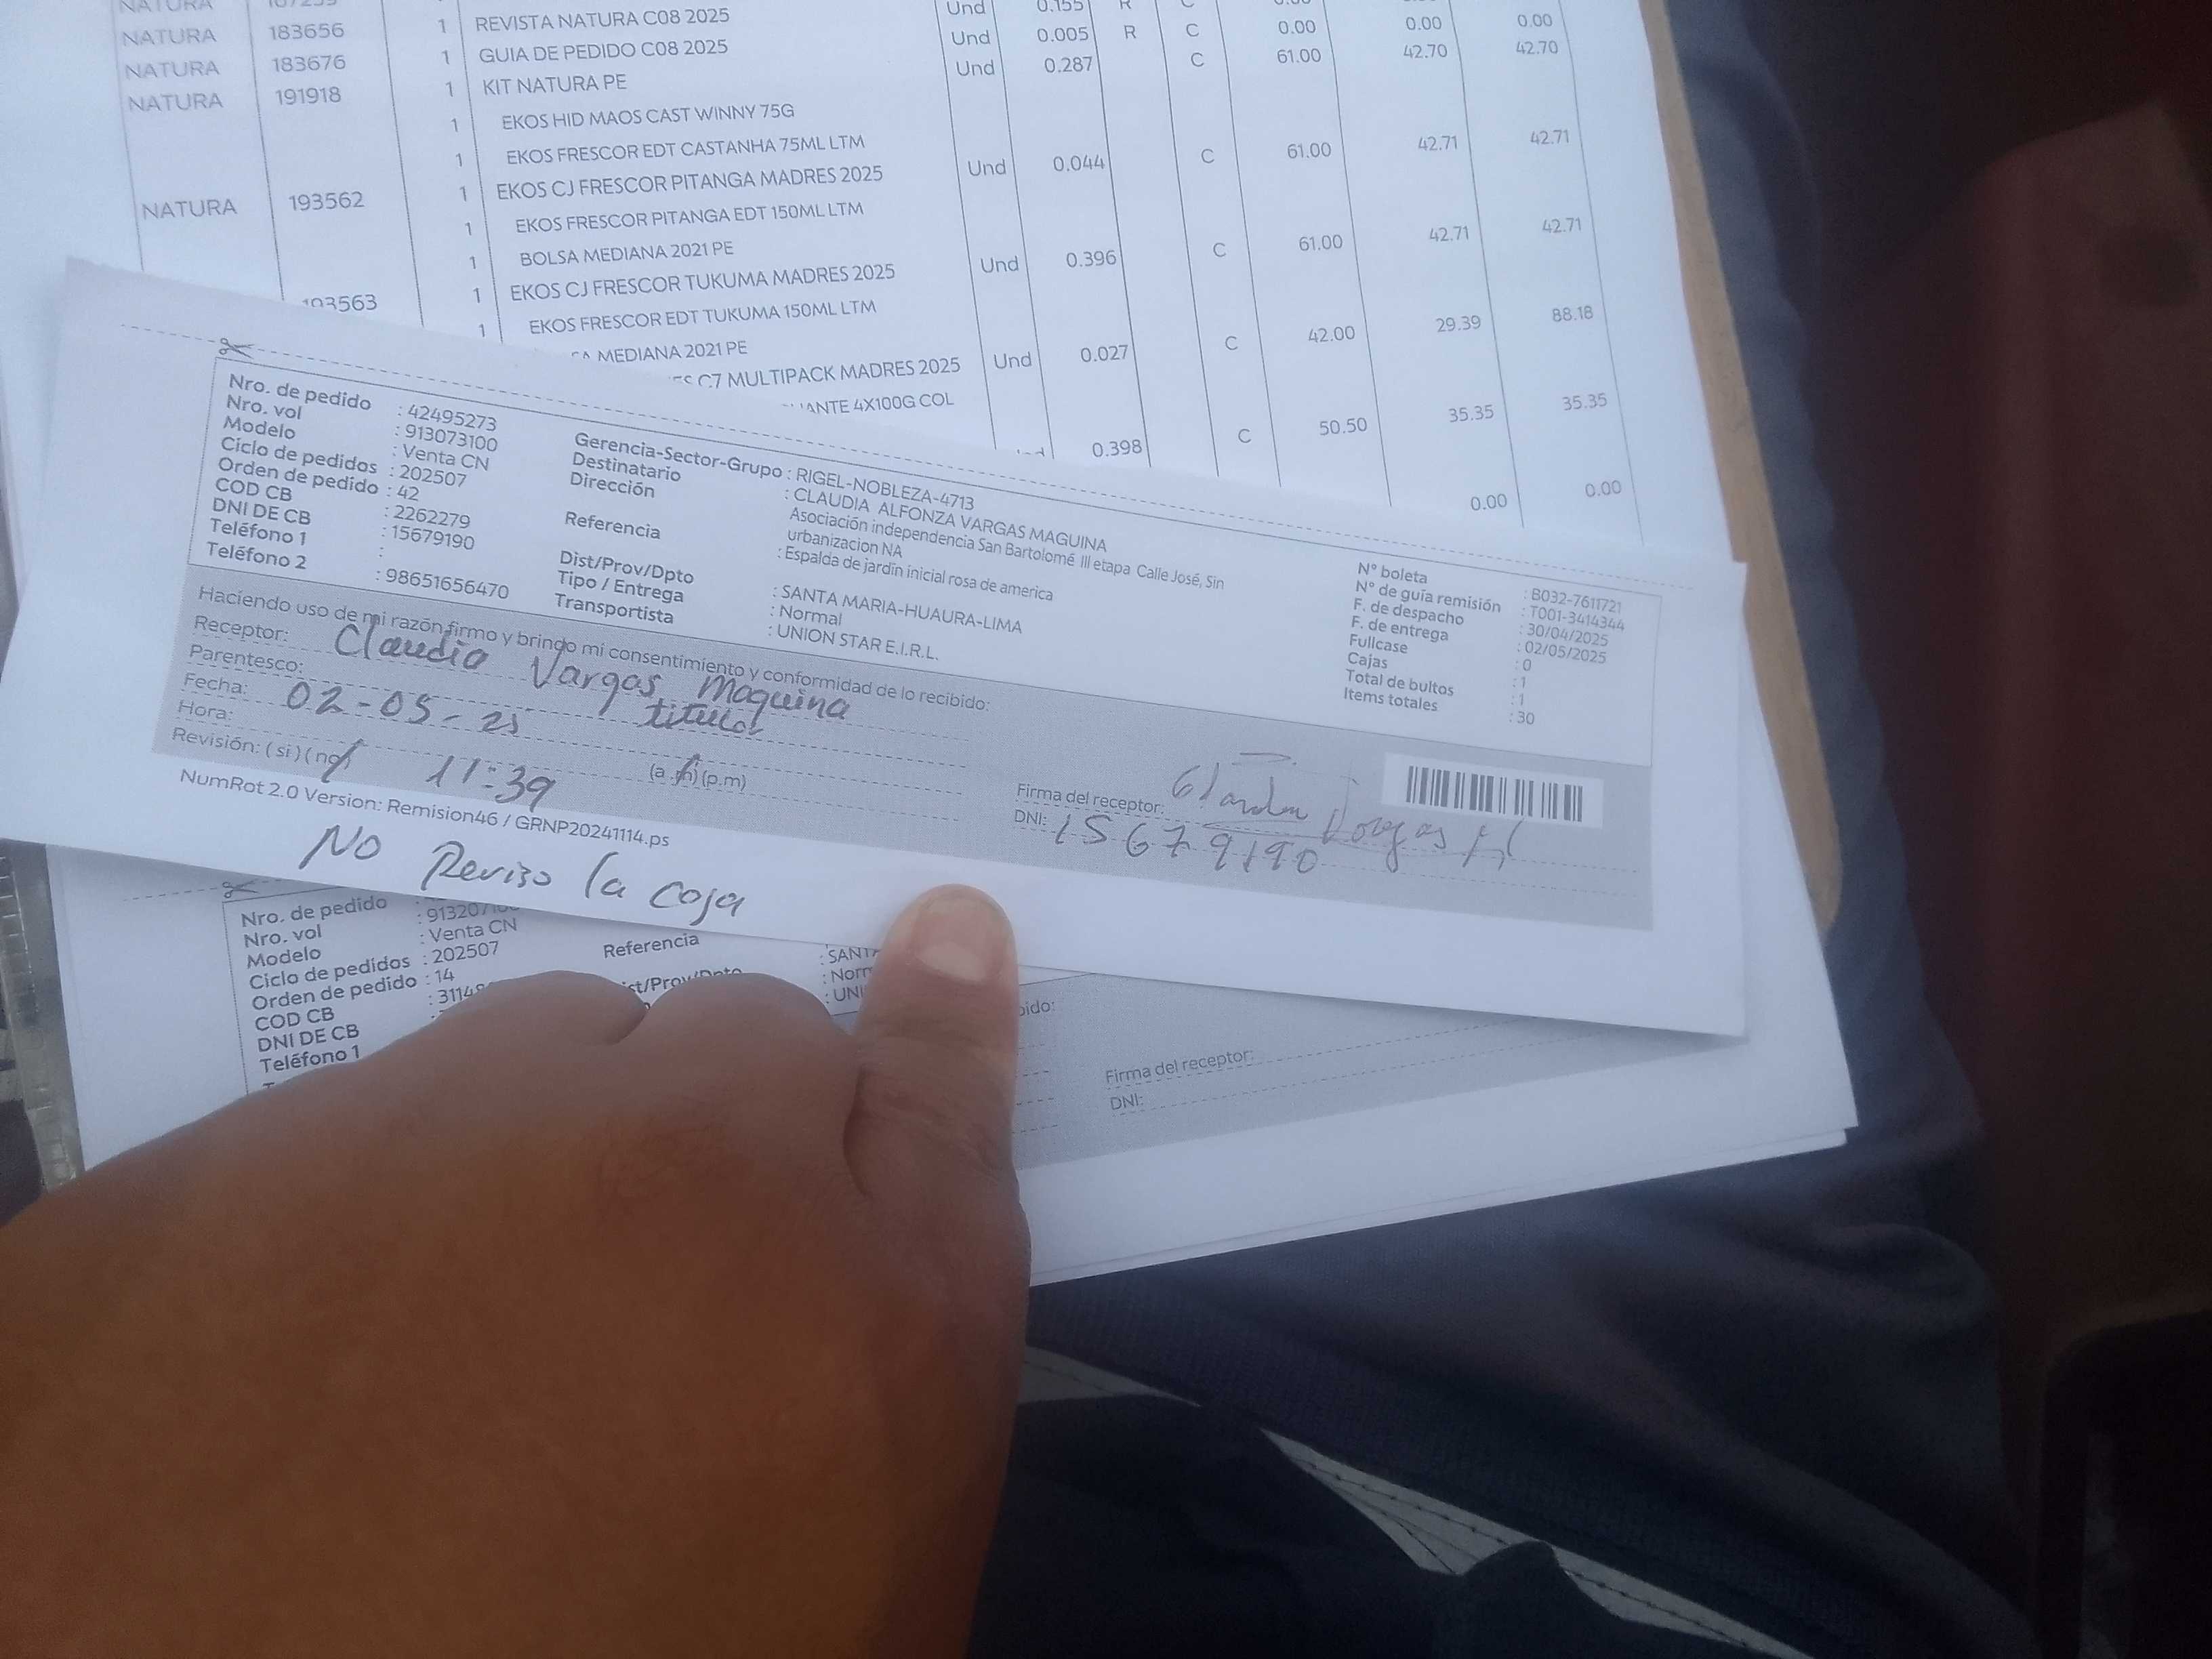 NATURA
NATURA 183656 1 REVISTA NATURA C08 2025 Und 0.155 R C
NATURA 183676 1 GUIA DE PEDIDO C08 2025 Und 0.005 R C 0.00 0.00 0.00
NATURA 191918 1 KIT NATURA PE Und 0.287 C 61.00 42.70 42.70
1 EKOS HID MAOS CAST WINNY 75G
1 EKOS FRESCOR EDT CASTANHA 75ML LTM
NATURA 193562 1 EKOS CJ FRESCOR PITANGA MADRES 2025 Und 0.044 C 61.00 42.71 42.71
1 EKOS FRESCOR PITANGA EDT 150ML LTM
1 BOLSA MEDIANA 2021 PE
193563 1 EKOS CJ FRESCOR TUKUMA MADRES 2025 Und 0.396 C 61.00 42.71 42.71
1 EKOS FRESCOR EDT TUKUMA 150ML LTM
MEDIANA 2021 PE
C7 MULTIPACK MADRES 2025 Und 0.027 C 42.00 29.39 88.18
4X100G COL
0.398 C 50.50 35.35 35.35
0.00 0.00
Nro. de pedido : 42495273
Nro. vol : 913073100
Modelo : Venta CN
Ciclo de pedidos : 202507
Orden de pedido : 42
COD CB : 2262279
DNI DE CB : 15679190
Teléfono 1 :
Teléfono 2 : 98651656470
Gerencia-Sector-Grupo : RIGEL-NOBLEZA-4713
Destinatario : CLAUDIA ALFONZA VARGAS MAGUINA
Dirección Asociación independencia San Bartolomé III etapa Calle José, Sin
urbanizacion NA
Referencia : Espalda de jardin inicial rosa de america
Dist/Prov/Dpto : SANTA MARIA-HUAURA-LIMA
Tipo / Entrega : Normal
Transportista : UNION STAR E.I.R.L.
N° boleta : B032-7611721
N° de guía remisión : T001-3414344
F. de despacho : 30/04/2025
F. de entrega : 02/05/2025
Fullcase : 0
Cajas : 1
Total de bultos : 1
Items totales : 30
Haciendo uso de mi razón firmo y brindo mi consentimiento y conformidad de lo recibido:
Receptor: Claudia Vargas Maquina
Parentesco: titular
Fecha: 02-05-25
Hora: 11:39 (a.m) (p.m)
Revisión: ( si ) ( no )
Firma del receptor: Claudia Vargas M
DNI: 15679190
NumRot 2.0 Version: Remision46 / GRNP20241114.ps
No Reviso la caja
Nro. de pedido
Nro. vol
Modelo : Venta CN
Ciclo de pedidos : 202507
Orden de pedido : 14
COD CB
DNI DE CB
Teléfono 1
Referencia
Firma del receptor:
DNI: